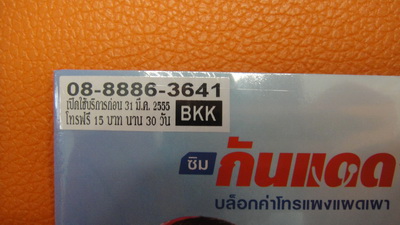 08-8886-3641
เปิดใช้บริการก่อน 31 มี.ค. 2555
โทรฟรี 15 บาท นาน 30 วัน
BKK
ซิม กันแดด
บล็อกค่าโทรแพงแผดเผา